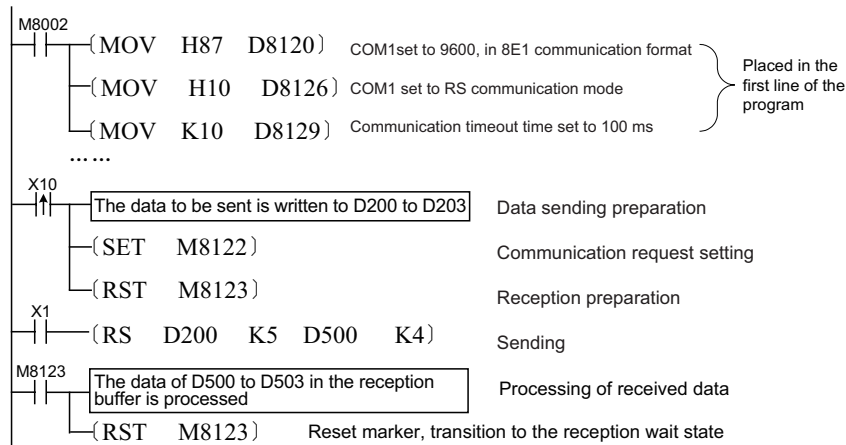 M8002
MOV H87 D8120 COM1set to 9600, in 8E1 communication format
Placed in the
first line of the
program
MOV H10 D8126 COM1 set to RS communication mode
MOV K10 D8129 Communication timeout time set to 100 ms
... ...
X10
The data to be sent is written to D200 to D203 Data sending preparation
SET M8122 Communication request setting
RST M8123 Reception preparation
X1
RS D200 K5 D500 K4 Sending
M8123
The data of D500 to D503 in the reception
buffer is processed
Processing of received data
RST M8123 Reset marker, transition to the reception wait state